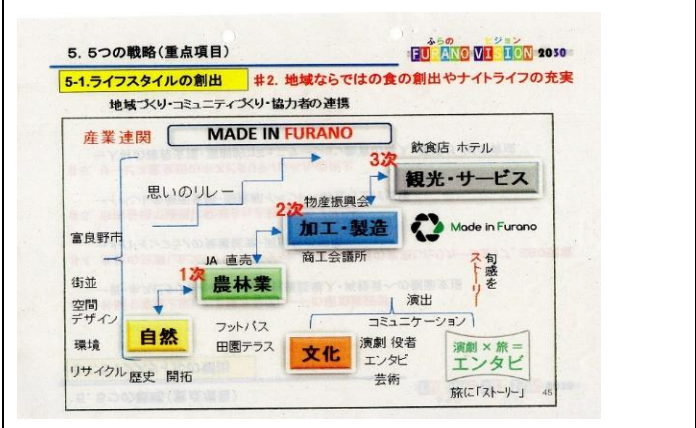 5. 5つの戦略(重点項目)
ふらの ビジョン
FURANO VISION 2030
5-1.ライフスタイルの創出
#2. 地域ならではの食の創出やナイトライフの充実
地域づくり・コミュニティづくり・協力者の連携
産業連関
MADE IN FURANO
飲食店 ホテル
3次
観光・サービス
思いのリレー
物産振興会
2次
加工・製造
Made in Furano
富良野市
JA 直売
商工会議所
旬感を
ストーリー
1次
農林業
街並
空間
デザイン
演出
コミュニケーション
自然
フットパス
田園テラス
文化
演劇 役者
エンタビ
芸術
演劇×旅=
エンタビ
環境
リサイクル
歴史 開拓
旅に「ストーリー」
45